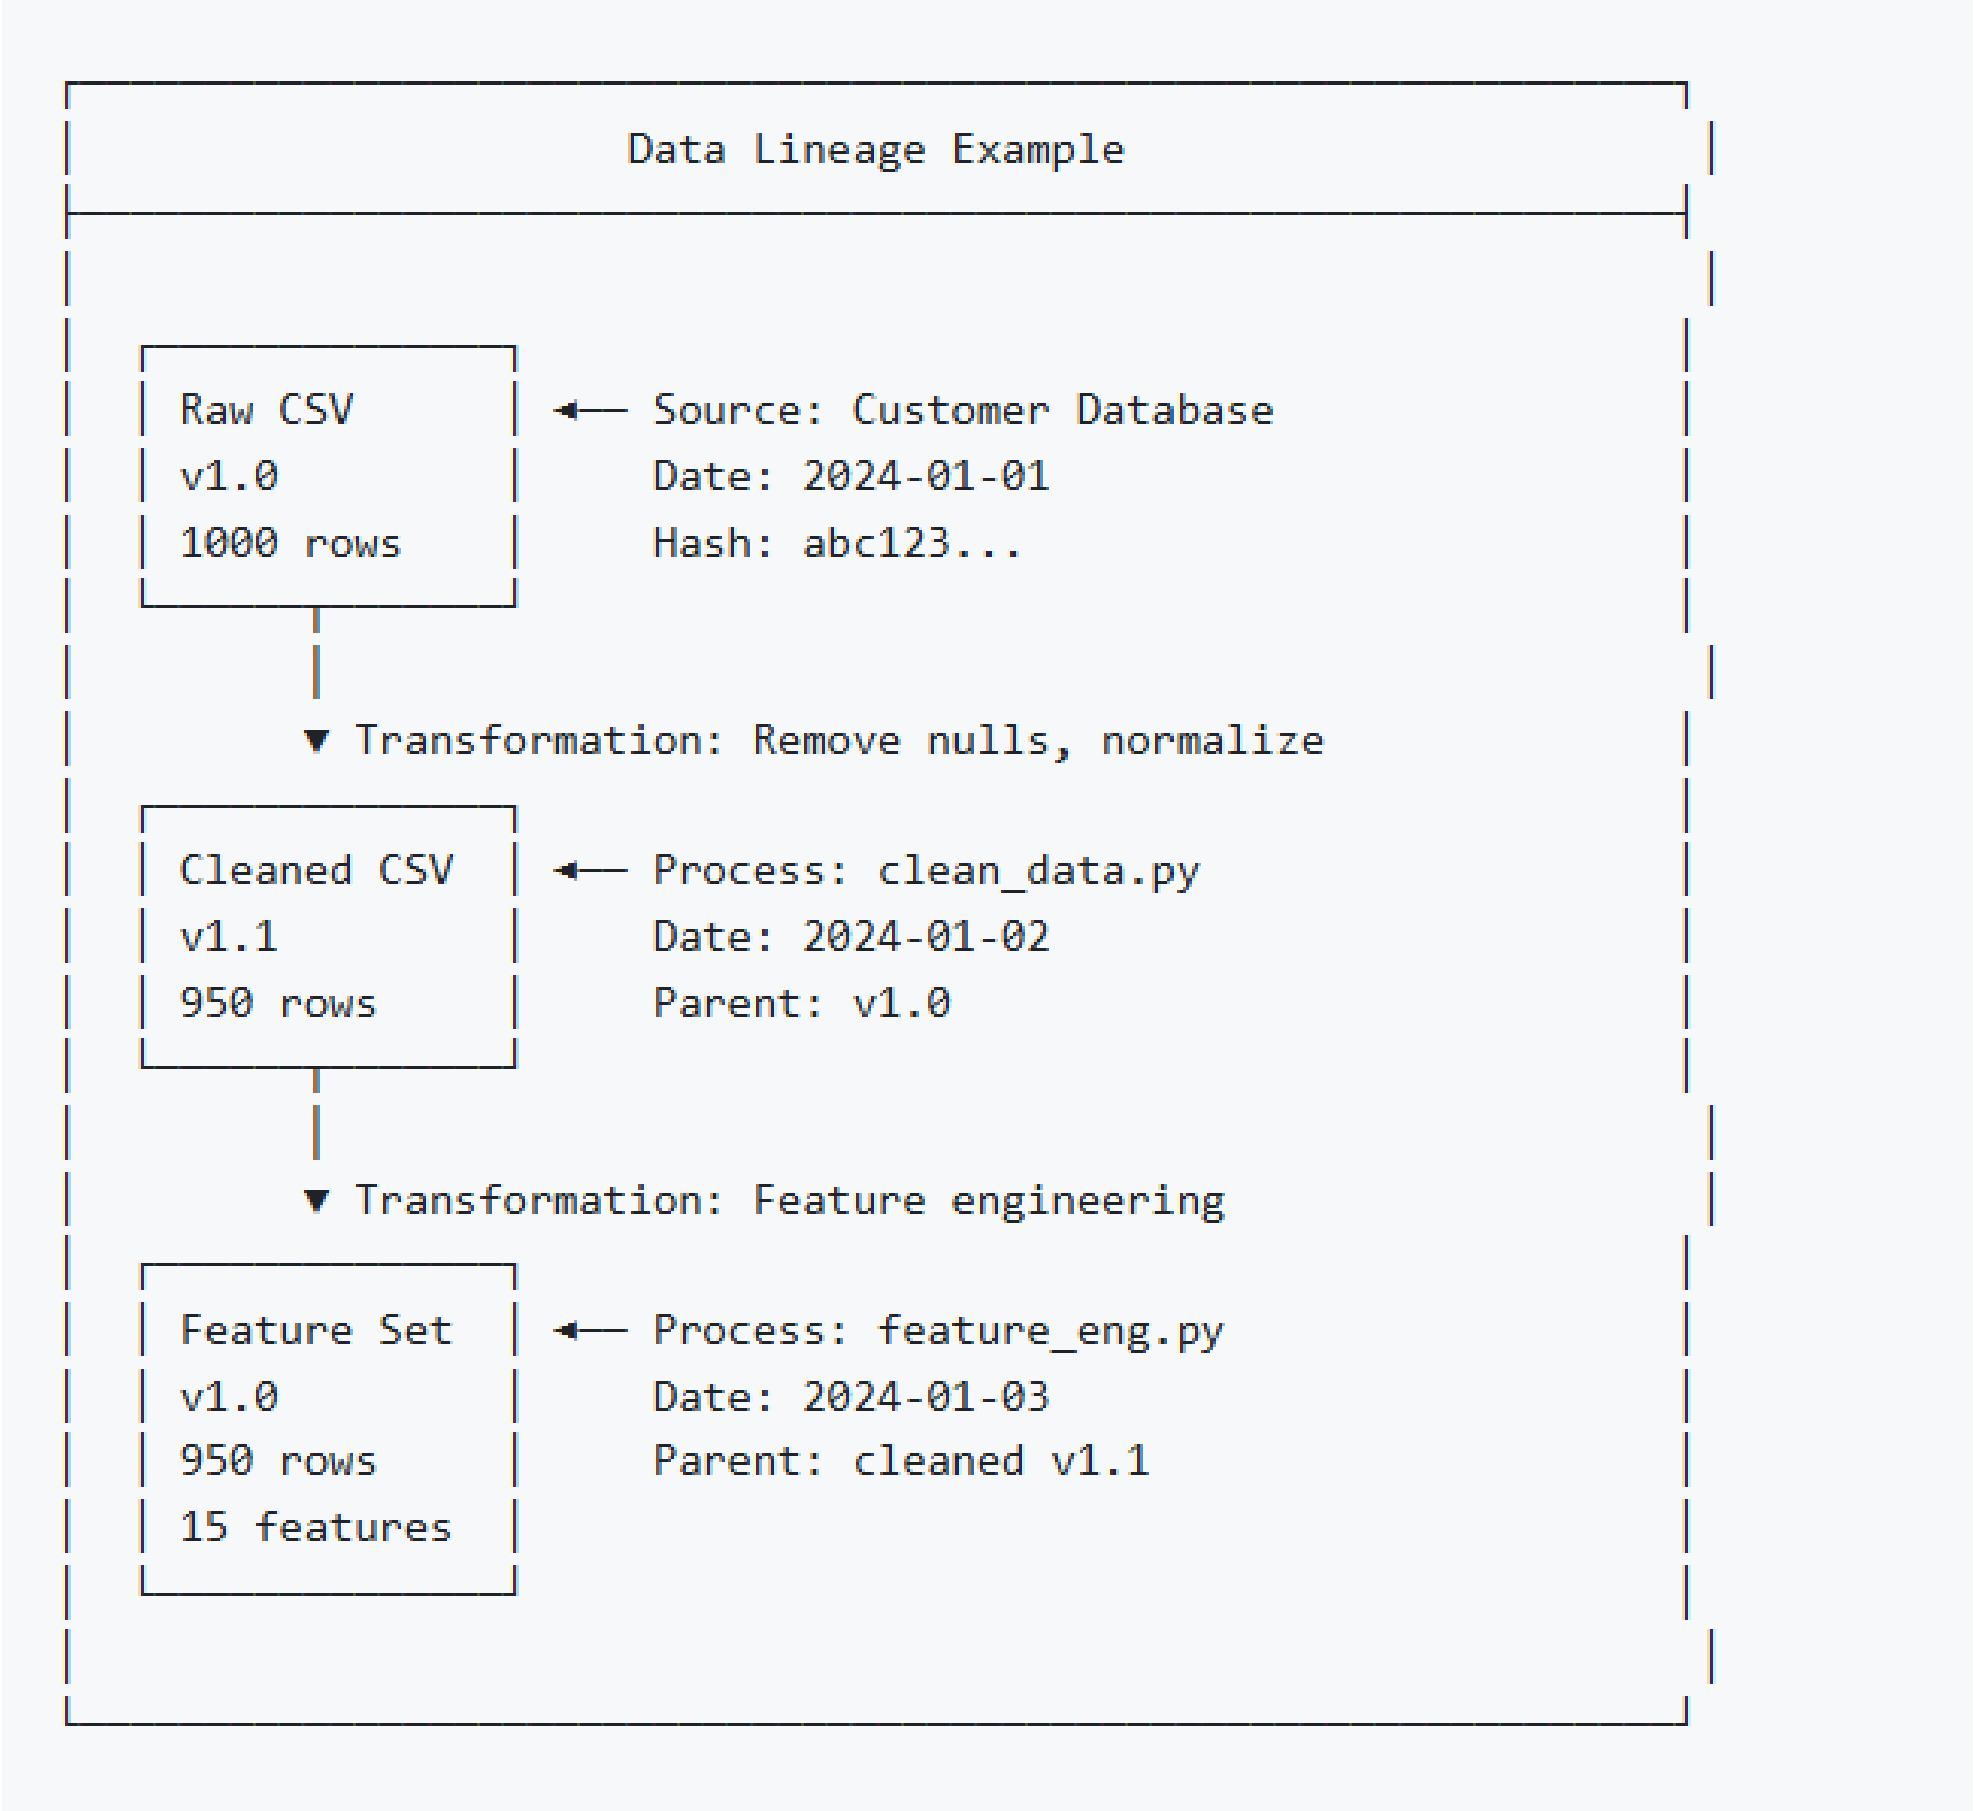 Data Lineage Example
Raw CSV ◄── Source: Customer Database
v1.0 Date: 2024-01-01
1000 rows Hash: abc123...
▼ Transformation: Remove nulls, normalize
Cleaned CSV ◄── Process: clean_data.py
v1.1 Date: 2024-01-02
950 rows Parent: v1.0
▼ Transformation: Feature engineering
Feature Set ◄── Process: feature_eng.py
v1.0 Date: 2024-01-03
950 rows Parent: cleaned v1.1
15 features